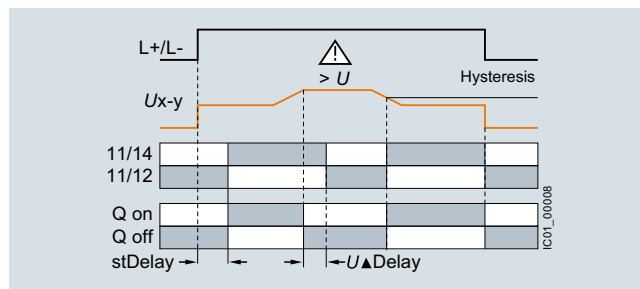 L+/L-
> U
Hysteresis
Ux-y
11/14
11/12
Q on
Q off
stDelay
U▲Delay
IC01_00008